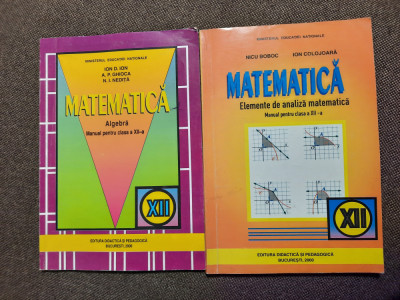 MINISTERUL EDUCAȚIEI NAȚIONALE
ION D. ION
A. P. GHIOCA
N. I. NEDIȚĂ
MATEMATICĂ
Algebră
Manual pentru clasa a XII-a
XII
EDITURA DIDACTICĂ ȘI PEDAGOGICĂ
BUCUREȘTI, 2000
MINISTERUL EDUCAȚIEI NAȚIONALE
NICU BOBOC ION COLOJOARĂ
MATEMATICĂ
Elemente de analiză matematică
Manual pentru clasa a XII-a
XII
EDITURA DIDACTICĂ ȘI PEDAGOGICĂ
BUCUREȘTI, 2000